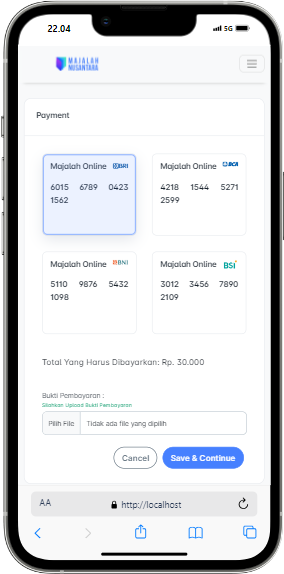 22.04
5G
MAJALAH
NUSANTARA
Payment
Majalah Online BRI
6015 6789 0423
1562
Majalah Online BCA
4218 1544 5271
2599
Majalah Online BNI
5110 9876 5432
1098
Majalah Online BSI
3012 3456 7890
2109
Total Yang Harus Dibayarkan: Rp. 30.000
Bukti Pembayaran :
Silahkan Upload Bukti Pembayaran
Pilih File Tidak ada file yang dipilih
Cancel Save & Continue
AA http://localhost